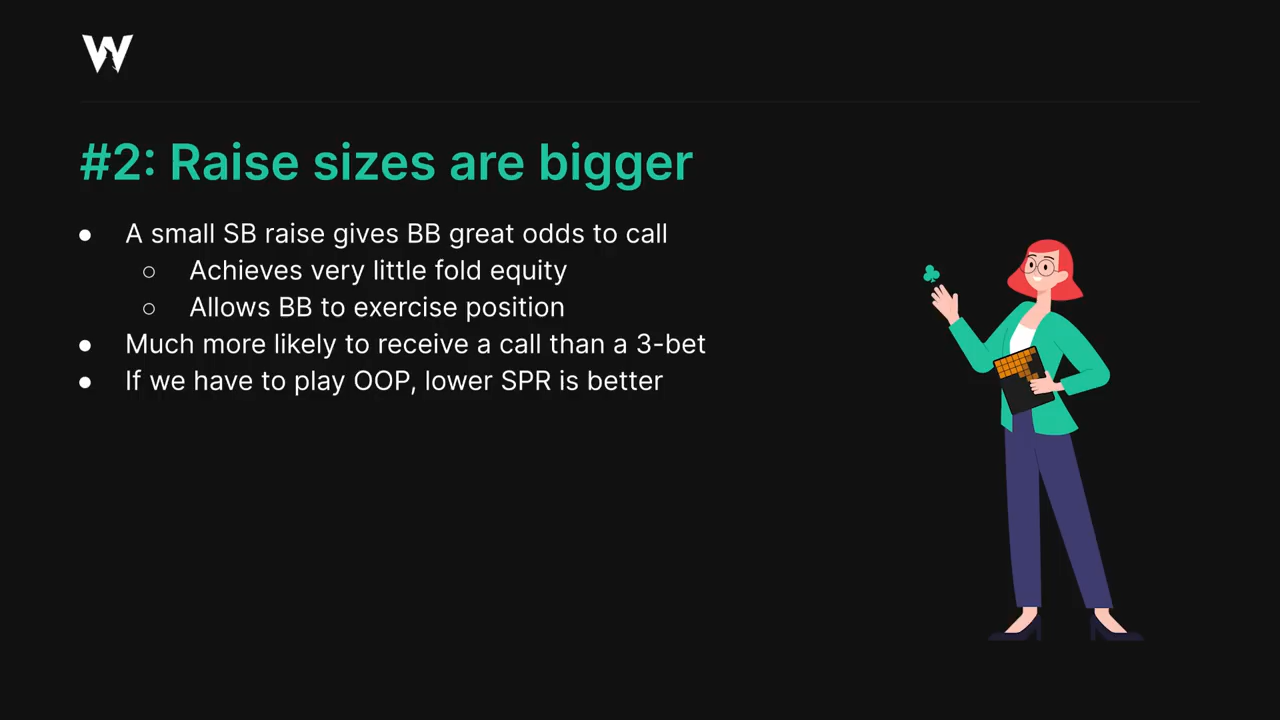 W
#2: Raise sizes are bigger
● A small SB raise gives BB great odds to call
○ Achieves very little fold equity
○ Allows BB to exercise position
● Much more likely to receive a call than a 3-bet
● If we have to play OOP, lower SPR is better